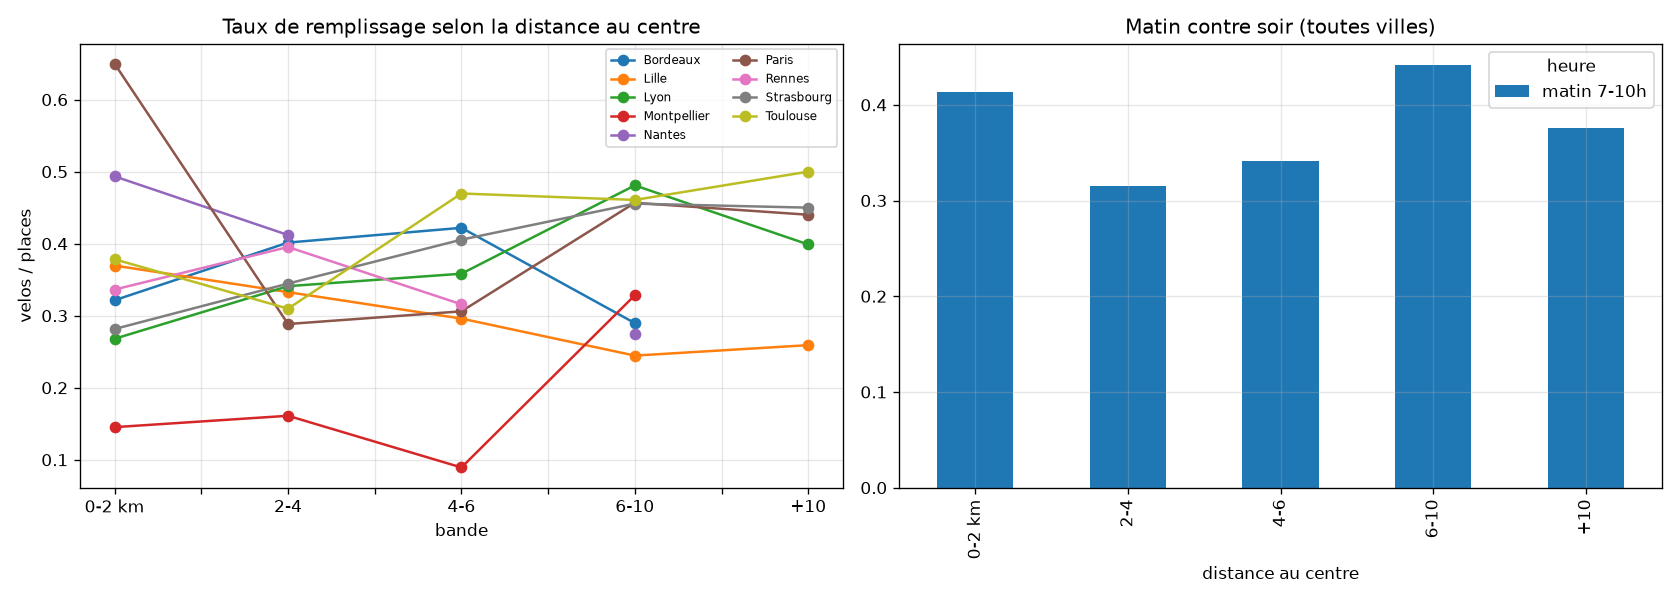 Taux de remplissage selon la distance au centre
velos / places
0.6
0.5
0.4
0.3
0.2
0.1
Bordeaux
Lille
Lyon
Montpellier
Nantes
Paris
Rennes
Strasbourg
Toulouse
0-2 km 2-4 4-6 6-10 +10
bande
Matin contre soir (toutes villes)
heure
matin 7-10h
0.4
0.3
0.2
0.1
0.0
0-2 km 2-4 4-6 6-10 +10
distance au centre